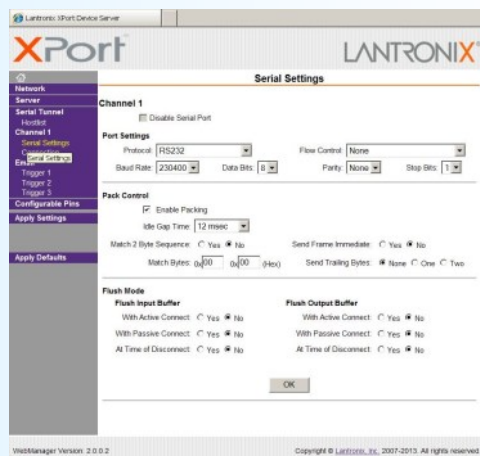 Lantronix XPort Device Server
XPort®
LANTRONIX®
Network
Server
Serial Tunnel
Hostlist
Channel 1
Serial Settings
Connection
Serial Settings
Email
Trigger 1
Trigger 2
Trigger 3
Configurable Pins
Apply Settings
Apply Defaults
Serial Settings
Channel 1
Disable Serial Port
Port Settings
Protocol: RS232 Flow Control: None
Baud Rate: 230400 Data Bits: 8 Parity: None Stop Bits: 1
Pack Control
Enable Packing
Idle Gap Time: 12 msec
Match 2 Byte Sequence: Yes No Send Frame Immediate: Yes No
Match Bytes: 0x00 0x00 (Hex) Send Trailing Bytes: None One Two
Flush Mode
Flush Input Buffer Flush Output Buffer
With Active Connect: Yes No With Active Connect: Yes No
With Passive Connect: Yes No With Passive Connect: Yes No
At Time of Disconnect: Yes No At Time of Disconnect: Yes No
OK
WebManager Version: 2.0.0.2 Copyright © Lantronix, Inc. 2007-2013. All rights reserved.